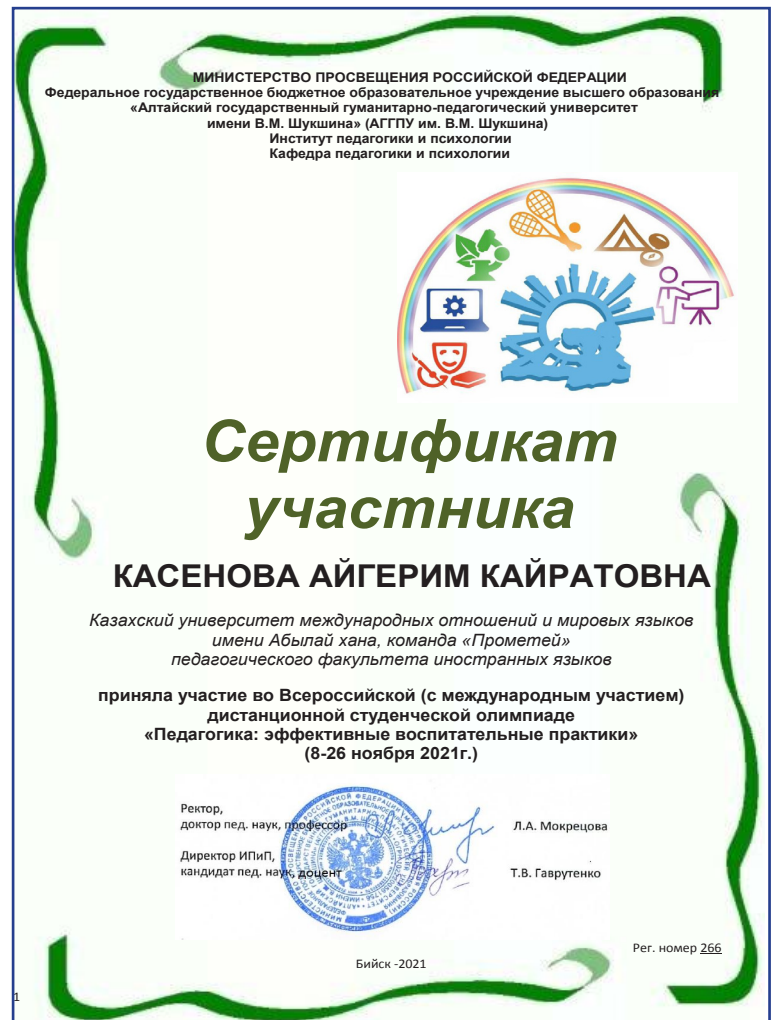 МИНИСТЕРСТВО ПРОСВЕЩЕНИЯ РОССИЙСКОЙ ФЕДЕРАЦИИ
Федеральное государственное бюджетное образовательное учреждение высшего образования
«Алтайский государственный гуманитарно-педагогический университет
имени В.М. Шукшина» (АГГПУ им. В.М. Шукшина)
Институт педагогики и психологии
Кафедра педагогики и психологии
Сертификат
участника
КАСЕНОВА АЙГЕРИМ КАЙРАТОВНА
Казахский университет международных отношений и мировых языков
имени Абылай хана, команда «Прометей»
педагогического факультета иностранных языков
приняла участие во Всероссийской (с международным участием)
дистанционной студенческой олимпиаде
«Педагогика: эффективные воспитательные практики»
(8-26 ноября 2021г.)
Ректор,
доктор пед. наук, профессор Л.А. Мокрецова
Директор ИПиП,
кандидат пед. наук, доцент Т.В. Гаврутенко
Рег. номер 266
Бийск -2021
1